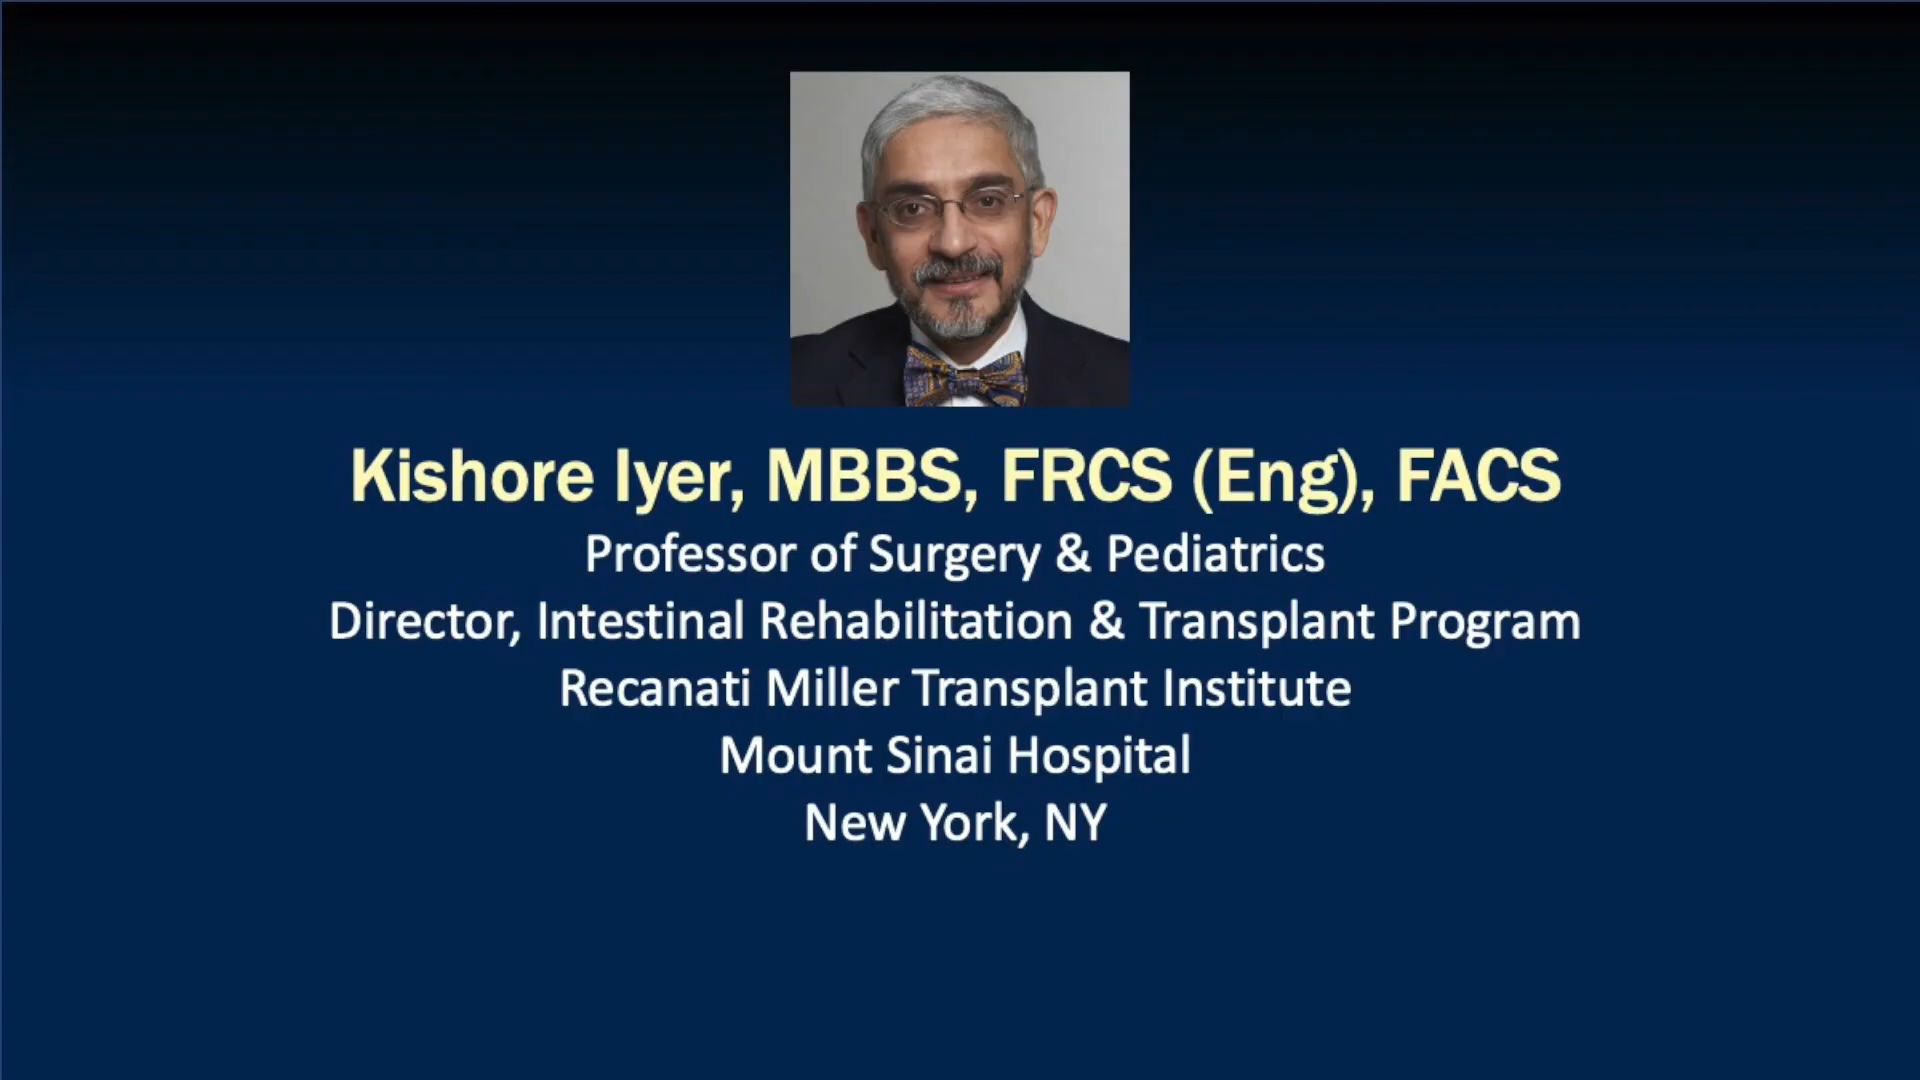 Kishore Iyer, MBBS, FRCS (Eng), FACS
Professor of Surgery & Pediatrics
Director, Intestinal Rehabilitation & Transplant Program
Recanati Miller Transplant Institute
Mount Sinai Hospital
New York, NY